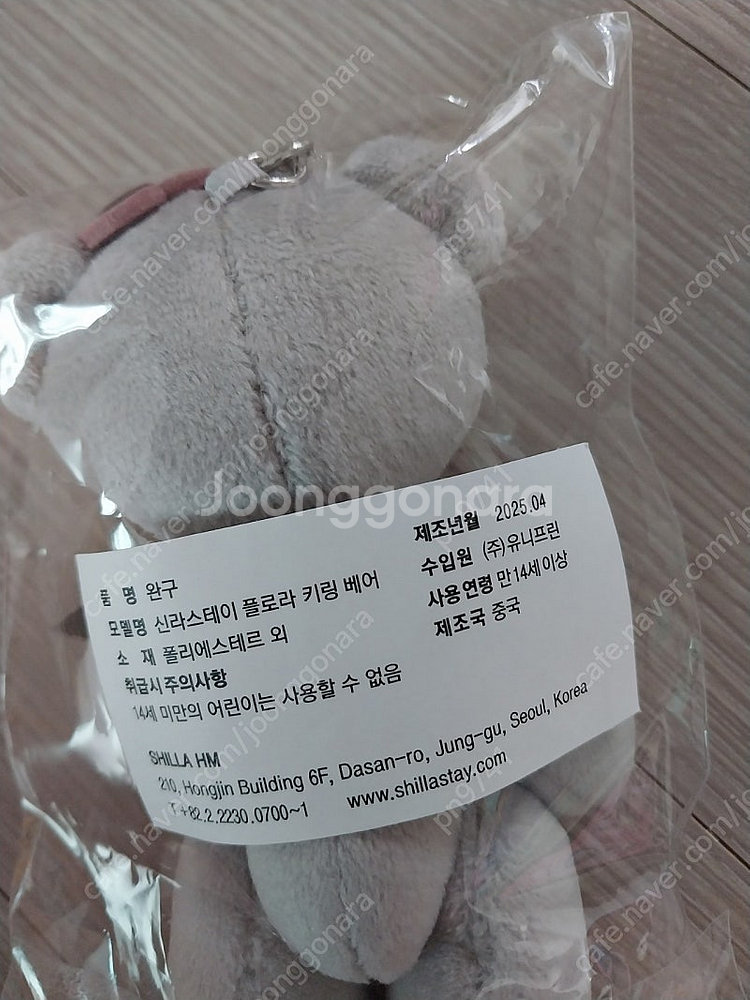 품 명 완구
모델명 신라스테이 플로라 키링 베어
소 재 폴리에스테르 외
취급시주의사항
14세 미만의 어린이는 사용할 수 없음
제조년월 2025.04
수입원 (주)유니프린
사용연령 만14세이상
제조국 중국
SHILLA HM
210, Hongjin Building 6F, Dasan-ro, Jung-gu, Seoul, Korea
T+82.2.2230.0700~1 www.shillastay.com
Joonggonara
cafe.naver.com/joonggonara
png741